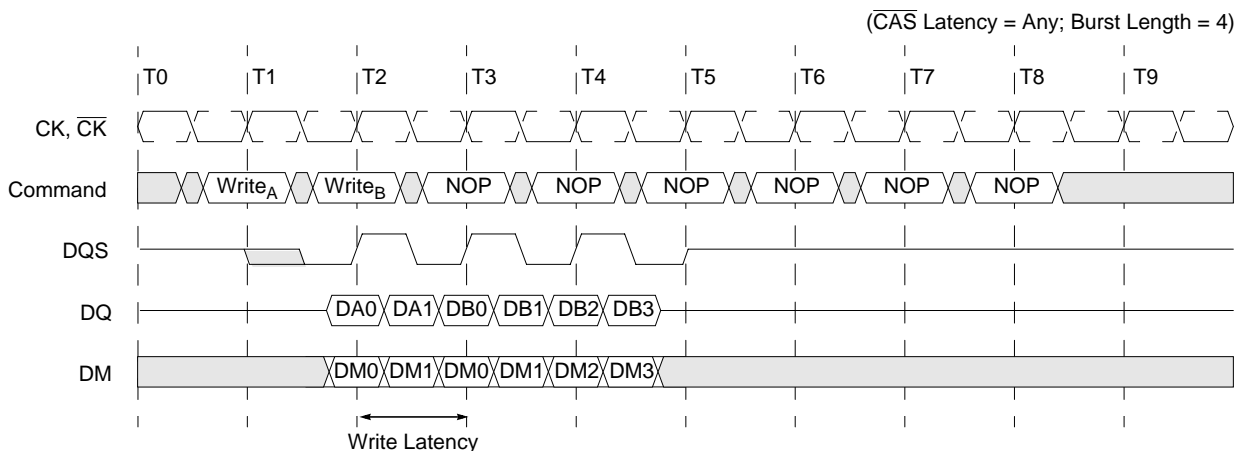 (CAS Latency = Any; Burst Length = 4)
T0 T1 T2 T3 T4 T5 T6 T7 T8 T9
CK, CK
Command WriteA WriteB NOP NOP NOP NOP NOP NOP
DQS
DQ DA0 DA1 DB0 DB1 DB2 DB3
DM DM0 DM1 DM0 DM1 DM2 DM3
Write Latency